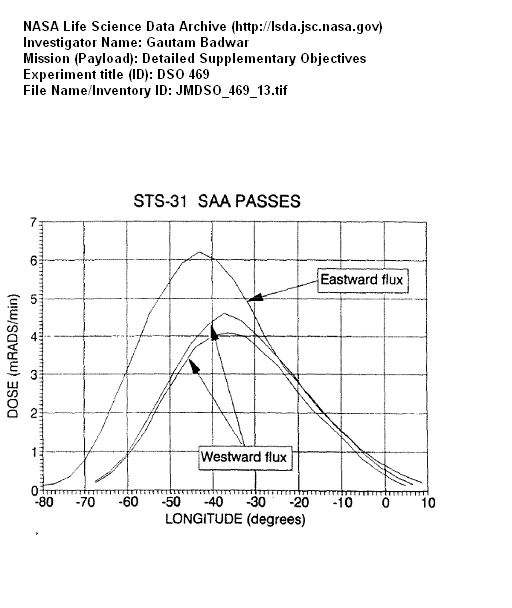 NASA Life Science Data Archive (http://lsda.jsc.nasa.gov)
Investigator Name: Gautam Badwar
Mission (Payload): Detailed Supplementary Objectives
Experiment title (ID): DSO 469
File Name/Inventory ID: JMDSO_469_13.tif
STS-31 SAA PASSES
7
6
5
4
3
2
1
0
DOSE (mRADS/min)
Eastward flux
Westward flux
-80 -70 -60 -50 -40 -30 -20 -10 0 10
LONGITUDE (degrees)